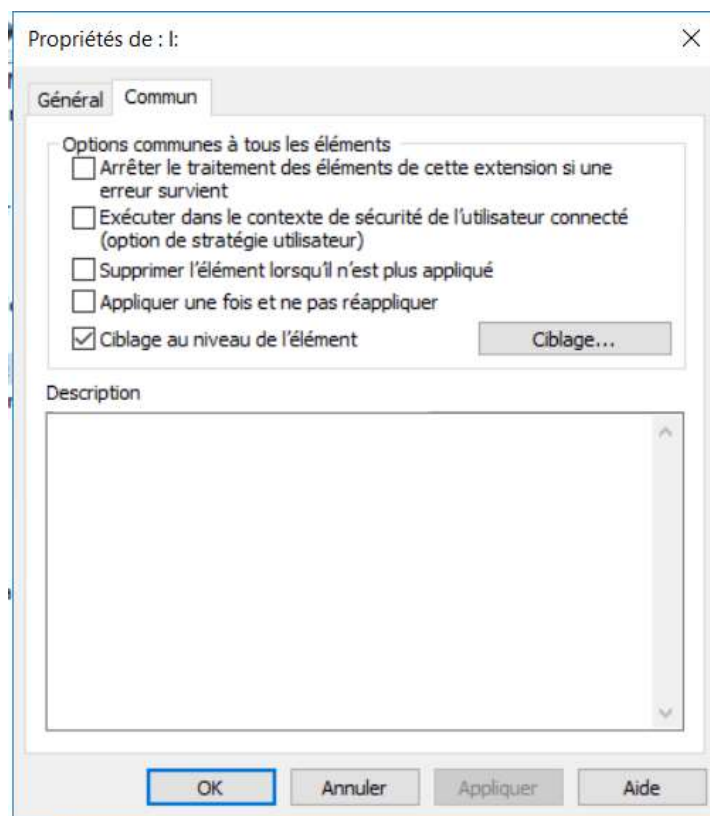 Propriétés de : I:
Général
Commun
Options communes à tous les éléments
Arrêter le traitement des éléments de cette extension si une
erreur survient
Exécuter dans le contexte de sécurité de l'utilisateur connecté
(option de stratégie utilisateur)
Supprimer l'élément lorsqu'il n'est plus appliqué
Appliquer une fois et ne pas réappliquer
Ciblage au niveau de l'élément
Ciblage...
Description
OK
Annuler
Appliquer
Aide